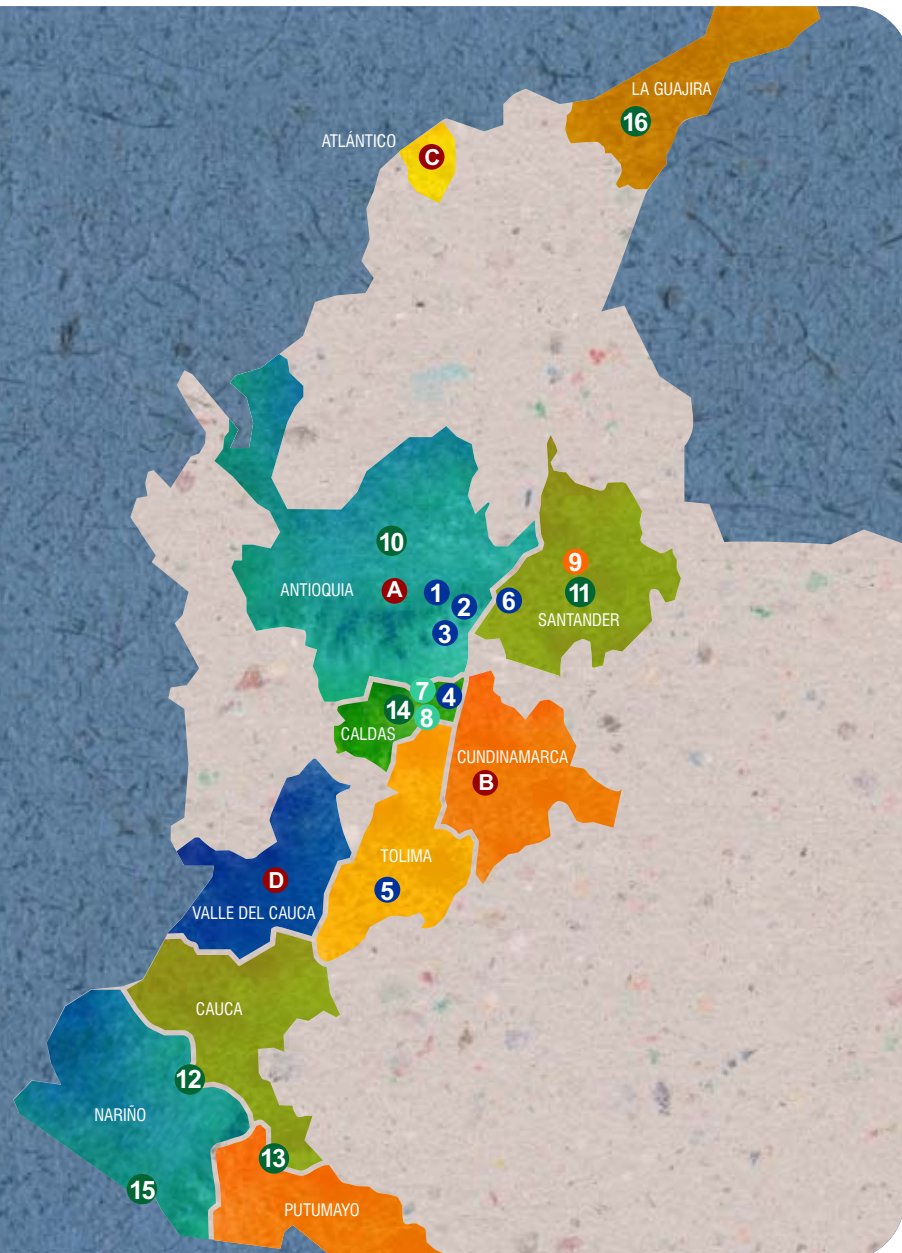 LA GUAJIRA
16
ATLÁNTICO
C
10
9
ANTIOQUIA
A
1
2
6
11
3
SANTANDER
7
4
14
8
CALDAS
CUNDINAMARCA
B
TOLIMA
D
5
VALLE DEL CAUCA
CAUCA
12
NARIÑO
13
15
PUTUMAYO